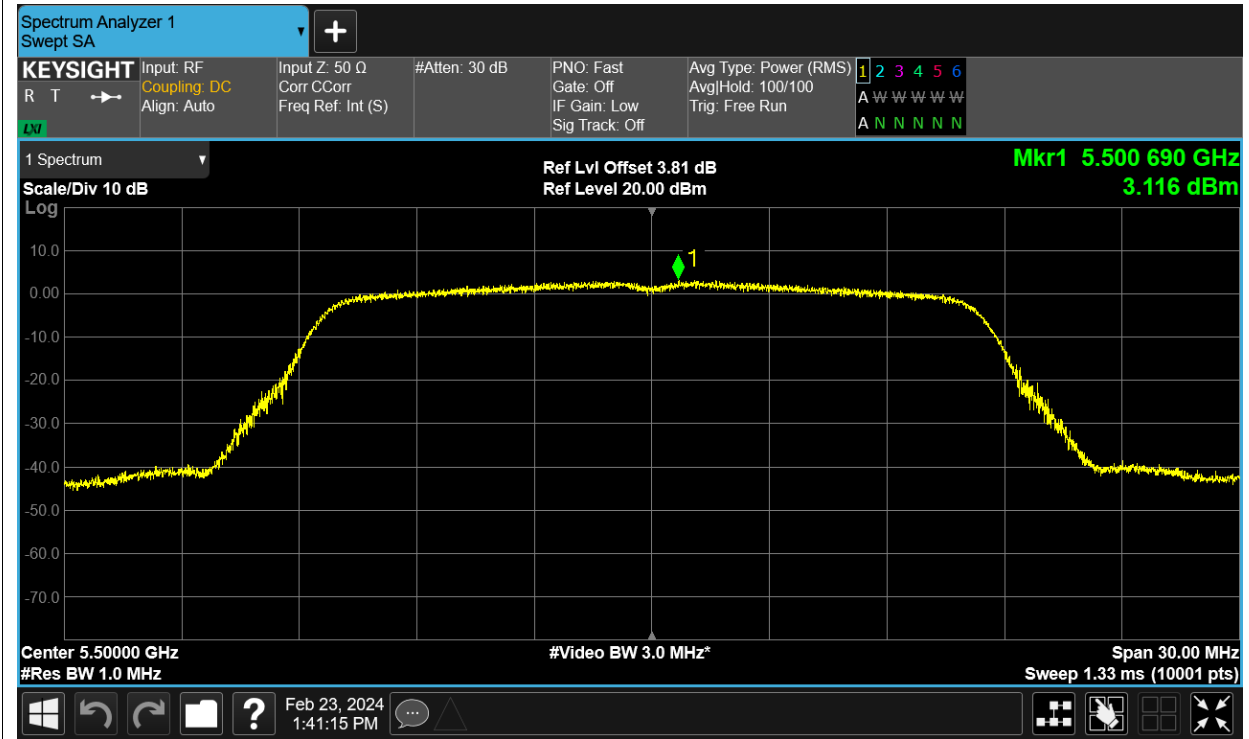 Spectrum Analyzer 1
Swept SA
KEYSIGHT
R T
LXI
Input: RF
Coupling: DC
Align: Auto
Input Z: 50 Ω
Corr CCorr
Freq Ref: Int (S)
#Atten: 30 dB
PNO: Fast
Gate: Off
IF Gain: Low
Sig Track: Off
Avg Type: Power (RMS)
Avg|Hold: 100/100
Trig: Free Run
1 2 3 4 5 6
A W W W W W
A N N N N N
1 Spectrum
Scale/Div 10 dB
Log
Ref Lvl Offset 3.81 dB
Ref Level 20.00 dBm
Mkr1 5.500 690 GHz
3.116 dBm
1
10.0
0.00
-10.0
-20.0
-30.0
-40.0
-50.0
-60.0
-70.0
Center 5.50000 GHz
#Res BW 1.0 MHz
#Video BW 3.0 MHz*
Span 30.00 MHz
Sweep 1.33 ms (10001 pts)
?
Feb 23, 2024
1:41:15 PM